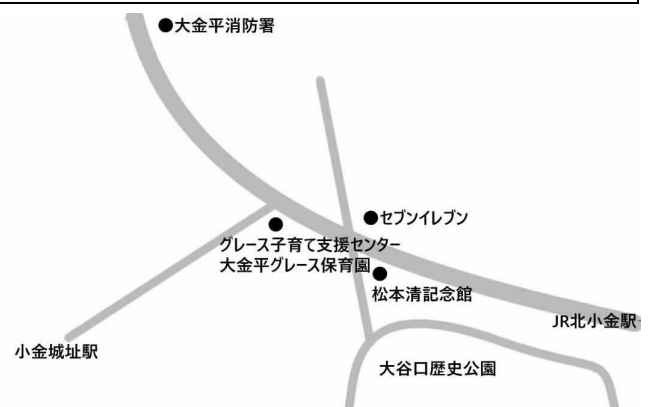 大金平消防署
セブンイレブン
グレース子育て支援センター
大金平グレース保育園
松本清記念館
JR北小金駅
小金城址駅
大谷口歴史公園